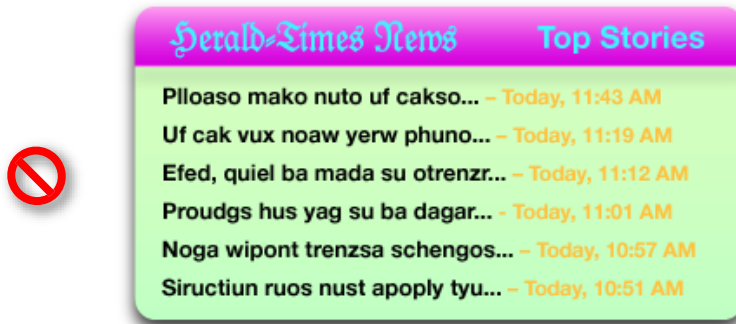 Herald-Times News Top Stories
Plloaso mako nuto uf cakso... – Today, 11:43 AM
Uf cak vux noaw yerw phuno... – Today, 11:19 AM
Efed, quiel ba mada su otrenzr... – Today, 11:12 AM
Proudgs hus yag su ba dagar... - Today, 11:01 AM
Noga wipont trenzsa schengos... – Today, 10:57 AM
Siructiun ruos nust apoply tyu... – Today, 10:51 AM